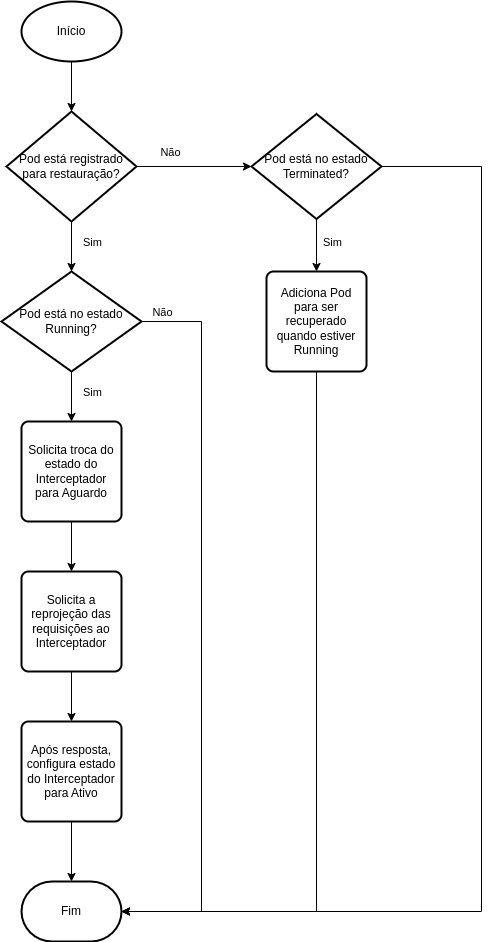 Início
Pod está registrado
para restauração?
Não
Pod está no estado
Terminated?
Sim
Sim
Pod está no estado
Running?
Não
Adiciona Pod
para ser
recuperado
quando estiver
Running
Sim
Solicita troca do
estado do
Interceptador
para Aguardo
Solicita a
reprojeção das
requisições ao
Interceptador
Após resposta,
configura estado
do Interceptador
para Ativo
Fim